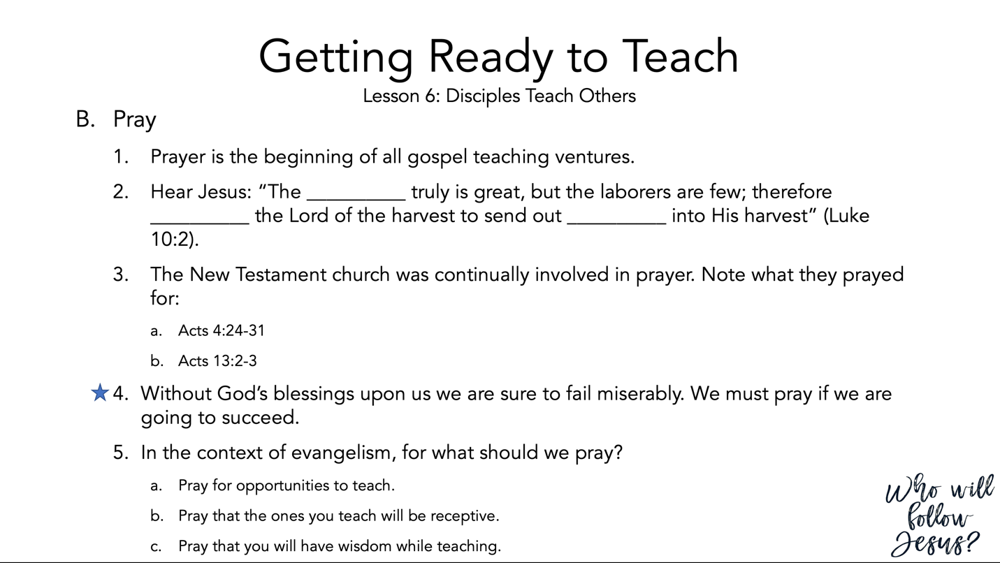 Getting Ready to Teach
Lesson 6: Disciples Teach Others
B. Pray
1. Prayer is the beginning of all gospel teaching ventures.
2. Hear Jesus: “The __________ truly is great, but the laborers are few; therefore
__________ the Lord of the harvest to send out __________ into His harvest” (Luke
10:2).
3. The New Testament church was continually involved in prayer. Note what they prayed
for:
a. Acts 4:24-31
b. Acts 13:2-3
4. Without God’s blessings upon us we are sure to fail miserably. We must pray if we are
going to succeed.
5. In the context of evangelism, for what should we pray?
a. Pray for opportunities to teach.
b. Pray that the ones you teach will be receptive.
c. Pray that you will have wisdom while teaching.
Who will
follow
Jesus?